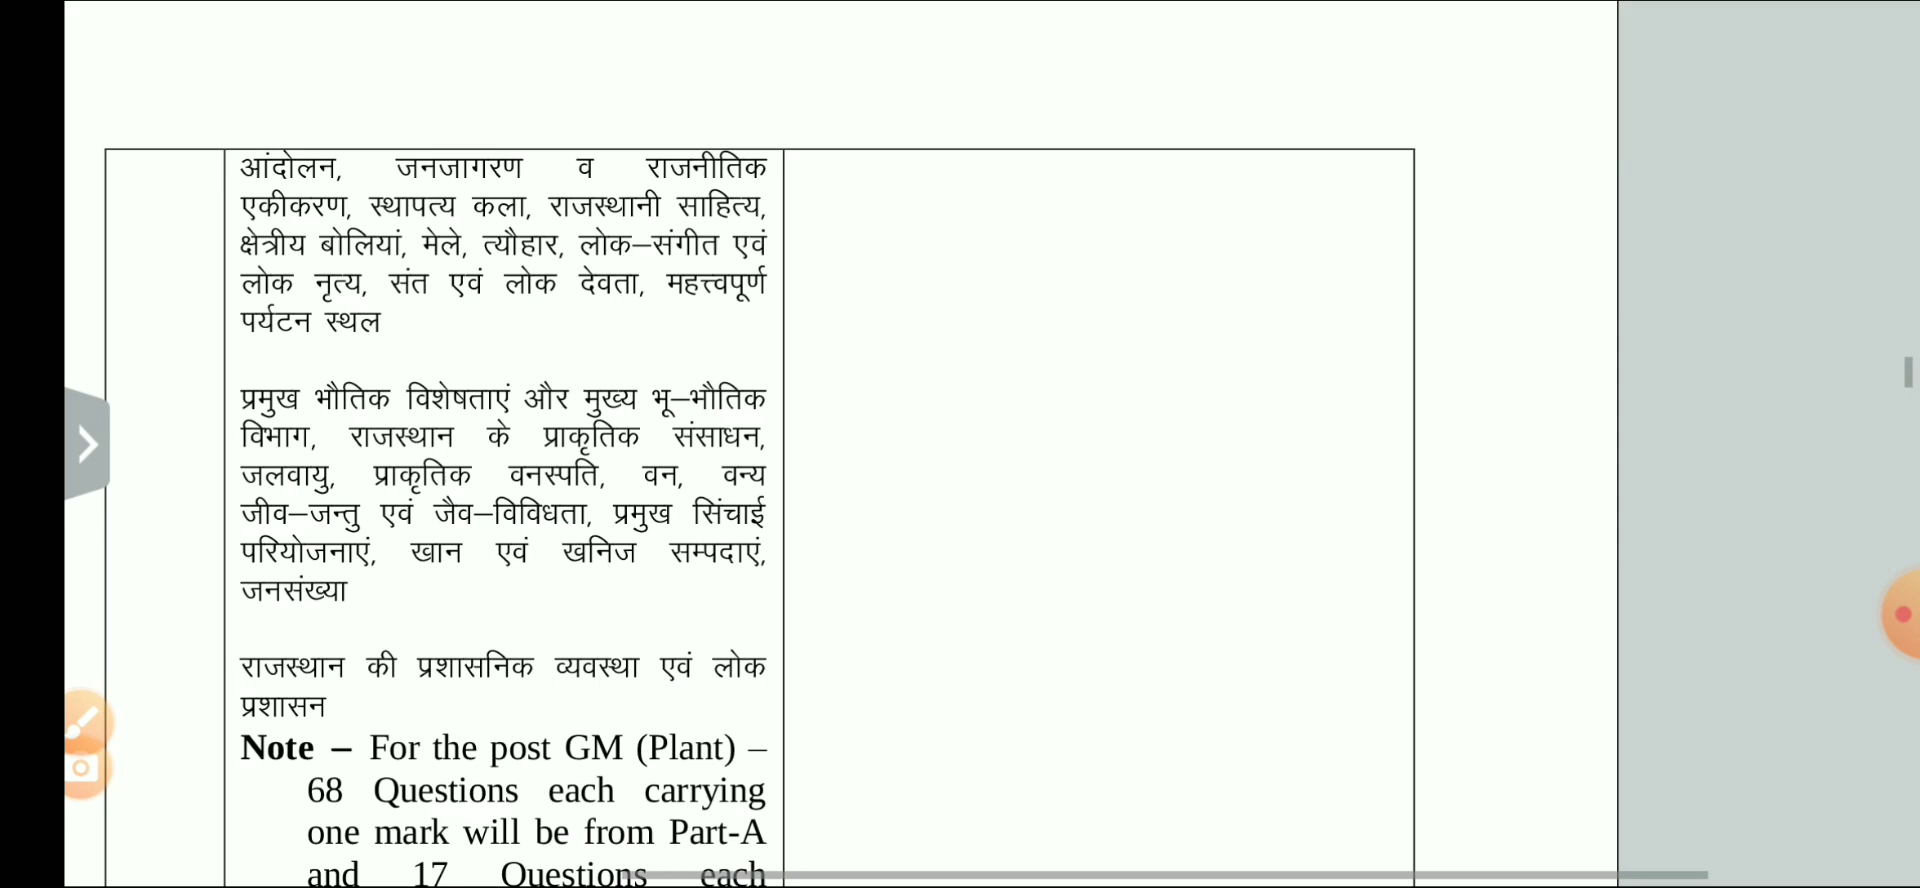 आंदोलन, जनजागरण व राजनीतिक
एकीकरण, स्थापत्य कला, राजस्थानी साहित्य,
क्षेत्रीय बोलियां, मेले, त्यौहार, लोक–संगीत एवं
लोक नृत्य, संत एवं लोक देवता, महत्त्वपूर्ण
पर्यटन स्थल
प्रमुख भौतिक विशेषताएं और मुख्य भू–भौतिक
विभाग, राजस्थान के प्राकृतिक संसाधन,
जलवायु, प्राकृतिक वनस्पति, वन, वन्य
जीव–जन्तु एवं जैव–विविधता, प्रमुख सिंचाई
परियोजनाएं, खान एवं खनिज सम्पदाएं,
जनसंख्या
राजस्थान की प्रशासनिक व्यवस्था एवं लोक
प्रशासन
Note – For the post GM (Plant) –
68 Questions each carrying
one mark will be from Part-A
and 17 Questions each